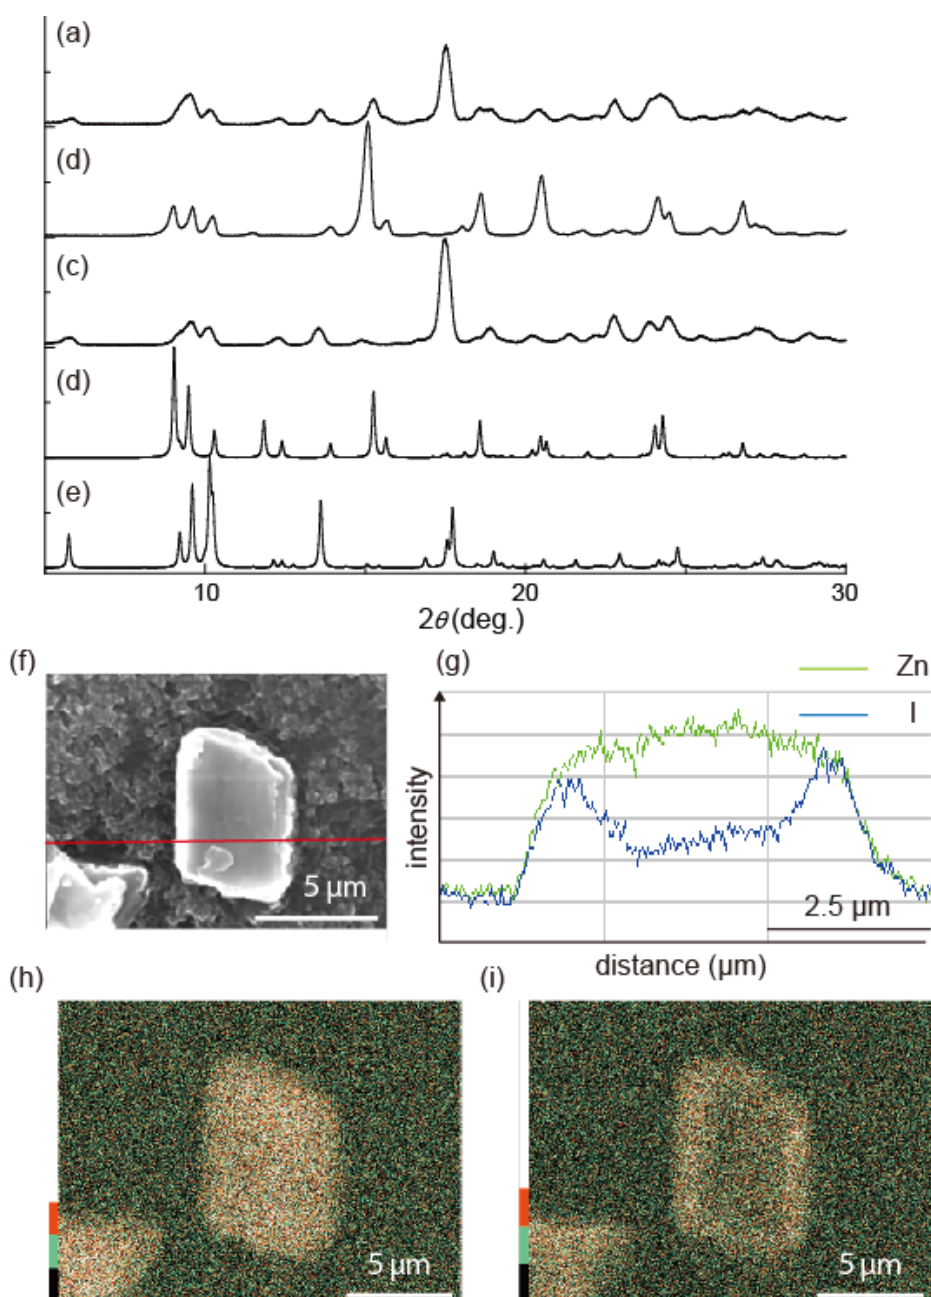 (a)
(d)
(c)
(d)
(e)
10 20 30
2θ (deg.)
(f)
5 μm
(g)
Zn
I
intensity
2.5 μm
distance (μm)
(h)
5 μm
(i)
5 μm